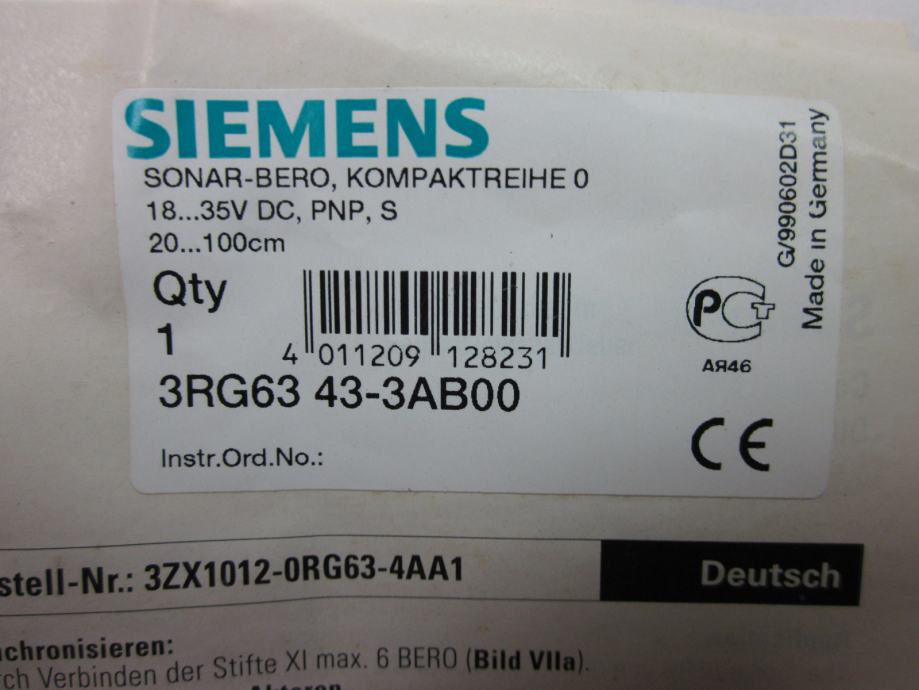 SIEMENS
SONAR-BERO, KOMPAKTREIHE 0
18...35V DC, PNP, S
20...100cm
Qty
1
4 011209 128231
3RG63 43-3AB00
Instr.Ord.No.:
G/990602D31
Made in Germany
PCT
АЯ46
CE
stell-Nr.: 3ZX1012-0RG63-4AA1
Deutsch
nchronisieren:
rch Verbinden der Stifte XI max. 6 BERO (Bild VIIa).